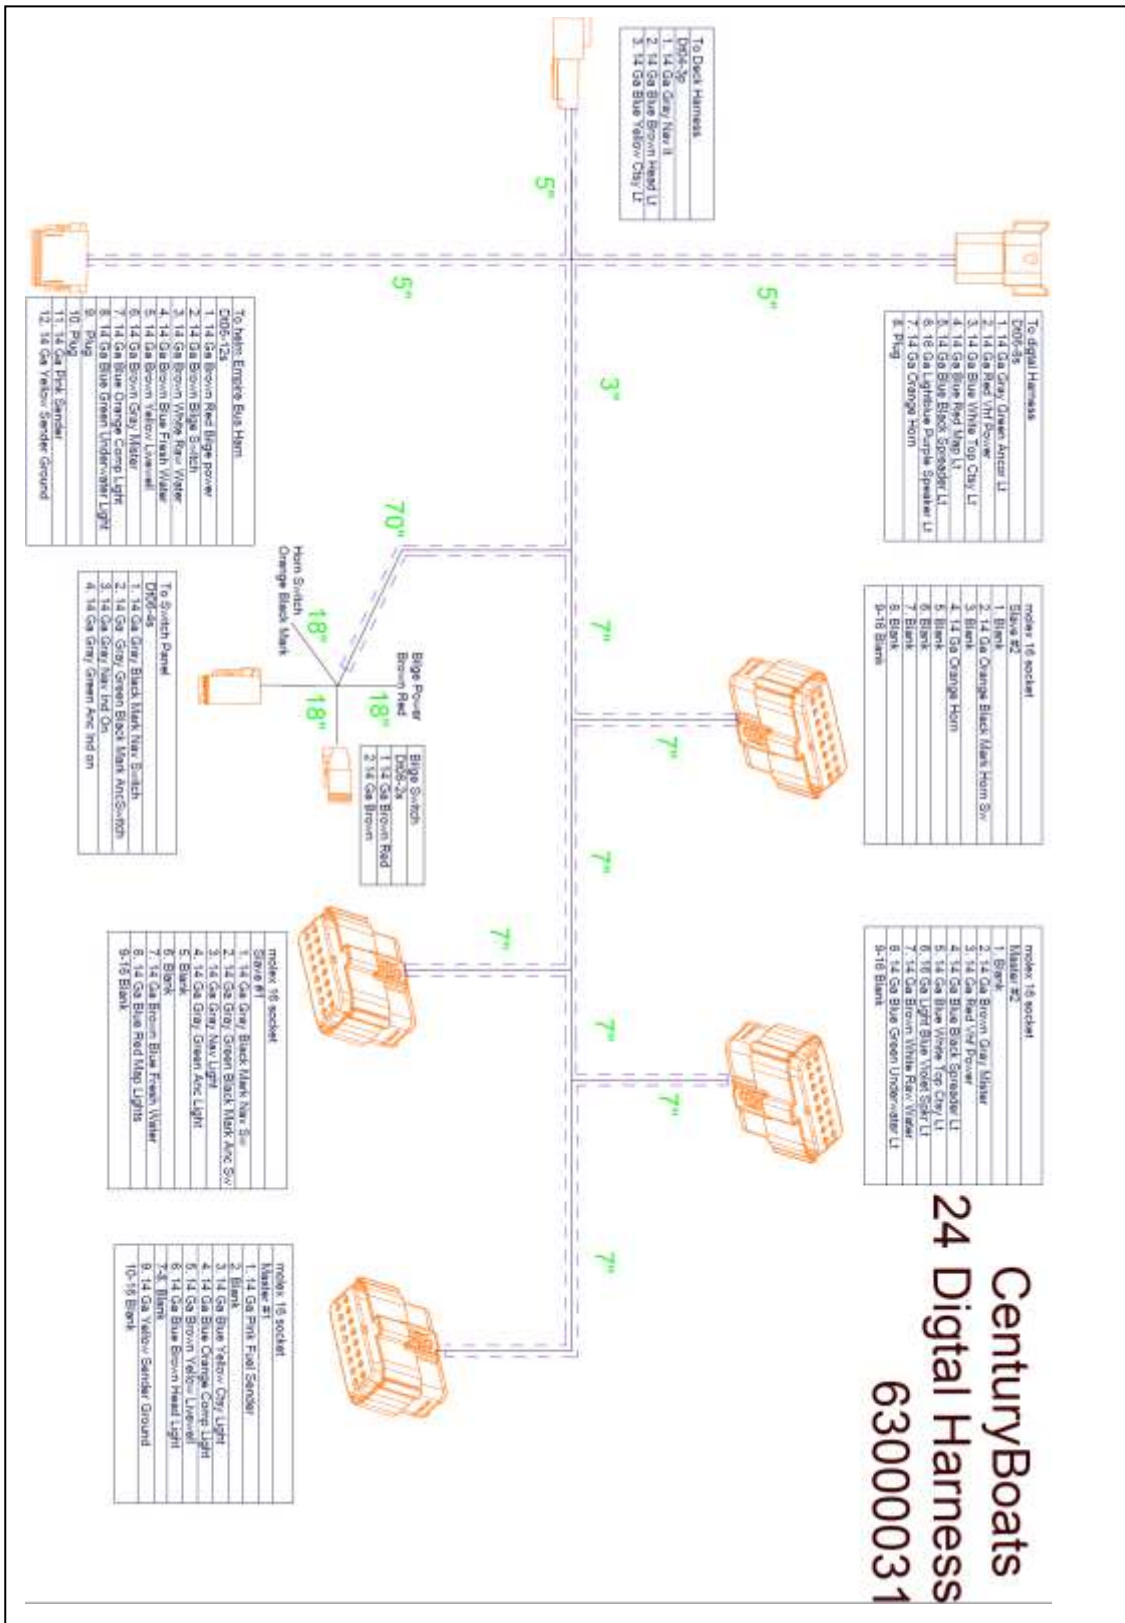 CenturyBoats
24 Digtal Harness
630000031
To Deck Harness
Dt04-3p
1. 14 Ga Gray Nav lt
2. 14 Ga Blue Brown Head Lt
3. 14 Ga Blue Yellow Ctsy Lt
To digtal Harness
Dt06-8s
1. 14 Ga Gray Green Ancor Lt
2. 14 Ga Red Vhf Power
3. 14 Ga Blue White Top Ctsy Lt
4. 14 Ga Blue Red Map Lt
5. 14 Ga Blue Black Spreader Lt
6. 16 Ga Lightblue Purple Speaker Lt
7. 14 Ga Orange Horn
8. Plug
molex 16 socket
Slave #2
1. Blank
2. 14 Ga Orange Black Mark Horn Sw
3. Blank
4. 14 Ga Orange Horn
5. Blank
6. Blank
7. Blank
8. Blank
9-16 Blank
molex 16 socket
Master #2
1. Blank
2. 14 Ga Brown Gray Mister
3. 14 Ga Red Vhf Power
4. 14 Ga Blue Black Spreader Lt
5. 14 Ga Blue White Top Ctsy Lt
6. 16 Ga Light Blue Violet Spkr Lt
7. 14 Ga Brown White Raw Water
8. 14 Ga Blue Green Underwater Lt
9-16 Blank
5"
5"
5"
3"
7"
7"
7"
7"
7"
7"
7"
70"
18"
18"
18"
Horn Switch
Orange Black Mark
Bilge Power
Brown Red
Bilge Switch
Dt06-2s
1 14 Ga Brown Red
2 14 Ga Brown
To helm Empire Bus Harn
Dt06-12s
1. 14 Ga Brown Red Bilge power
2. 14 Ga Brown Bilge Switch
3. 14 Ga Brown White Raw Water
4. 14 Ga Brown Blue Fresh Water
5. 14 Ga Brown Yellow Livewell
6. 14 Ga Brown Gray Mister
7. 14 Ga Blue Orange Comp Light
8. 14 Ga Blue Green Underwater Light
9. Plug
10. Plug
11. 14 Ga Pink Sender
12. 14 Ga Yellow Sender Ground
To Switch Panel
Dt06-4s
1. 14 Ga Gray Black Mark Nav Switch
2. 14 Ga Gray Green Black Mark AncSwitch
3. 14 Ga Gray Nav Ind On
4. 14 Ga Gray Green Anc Ind on
molex 16 socket
Slave #1
1. 14 Ga Gray Black Mark Nav Sw
2. 14 Ga Gray Green Black Mark Anc Sw
3. 14 Ga Gray Nav Light
4. 14 Ga Gray Green Anc Light
5. Blank
6. Blank
7. 14 Ga Brown Blue Fresh Water
8. 14 Ga Blue Red Map Lights
9-16 Blank
molex 16 socket
Master #1
1. 14 Ga Pink Fuel Sender
2. Blank
3. 14 Ga Blue Yellow Ctsy Light
4. 14 Ga Blue Orange Comp Light
5. 14 Ga Brown Yellow Livewell
6. 14 Ga Blue Brown Head Light
7-8. Blank
9. 14 Ga Yellow Sender Ground
10-16 Blank